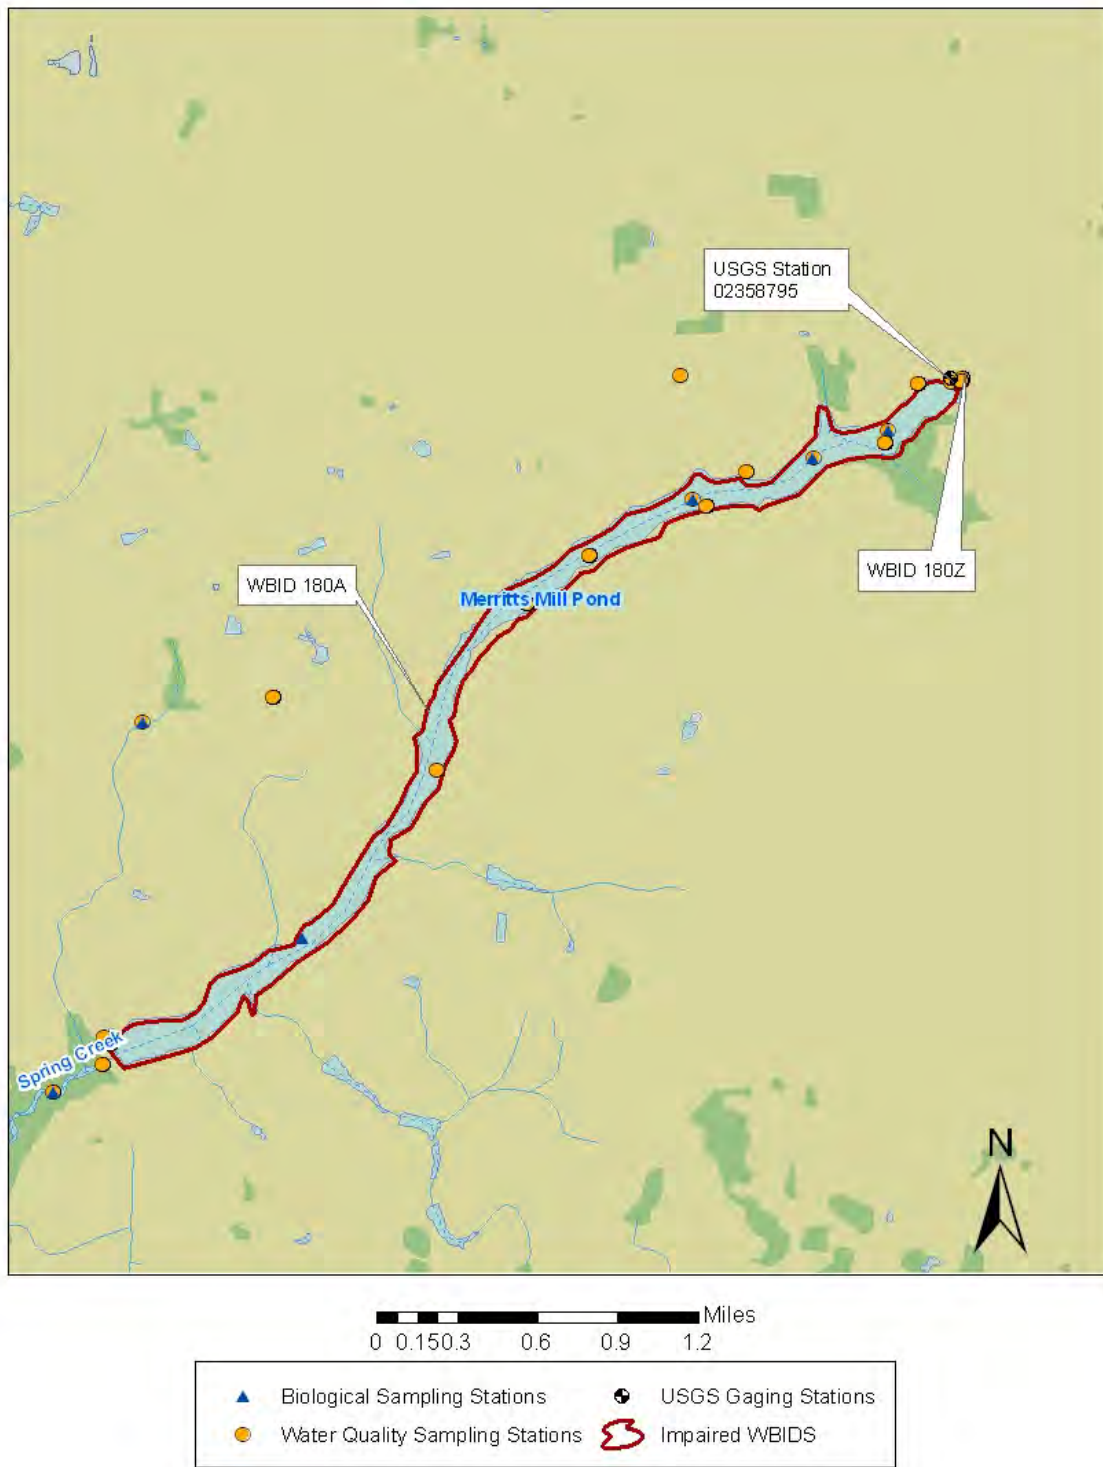 USGS Station
02358795
WBID 180Z
WBID 180A
Merritts Mill Pond
Spring Creek
N
Miles
0 0.150.3 0.6 0.9 1.2
Biological Sampling Stations
USGS Gaging Stations
Water Quality Sampling Stations
Impaired WBIDS